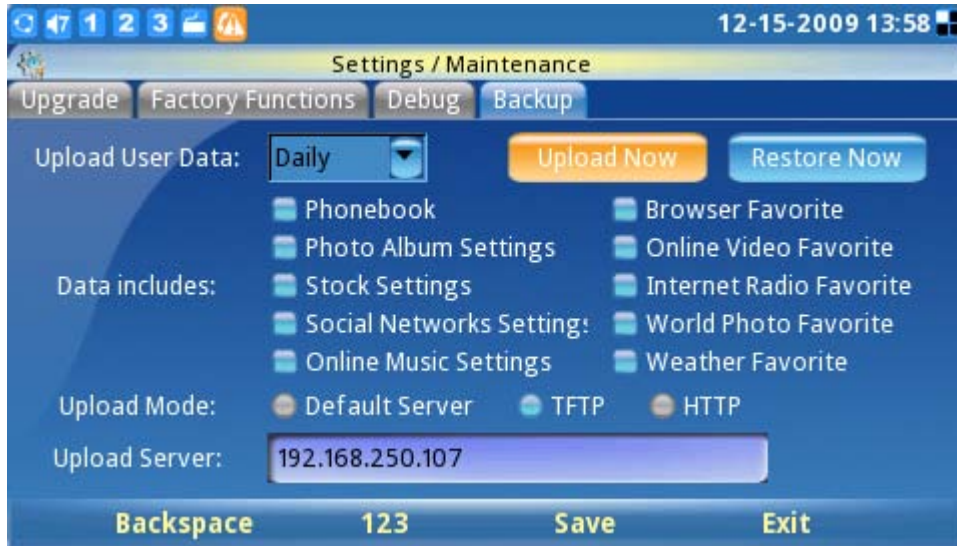 1 2 3 12-15-2009 13:58
Settings / Maintenance
Upgrade Factory Functions Debug Backup
Upload User Data: Daily Upload Now Restore Now
Phonebook Browser Favorite
Photo Album Settings Online Video Favorite
Data includes: Stock Settings Internet Radio Favorite
Social Networks Settings World Photo Favorite
Online Music Settings Weather Favorite
Upload Mode: Default Server TFTP HTTP
Upload Server: 192.168.250.107
Backspace 123 Save Exit